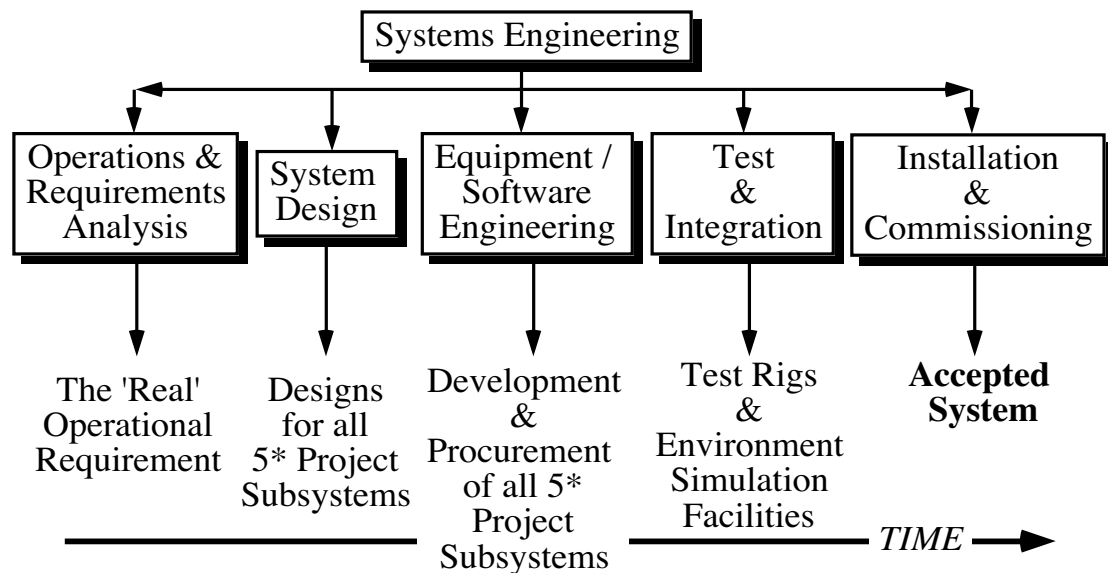 Systems Engineering
Operations &
Requirements
Analysis
System
Design
Equipment /
Software
Engineering
Test
&
Integration
Installation
&
Commissioning
The 'Real'
Operational
Requirement
Designs
for all
5* Project
Subsystems
Development
&
Procurement
of all 5*
Project
Subsystems
Test Rigs
&
Environment
Simulation
Facilities
Accepted
System
TIME